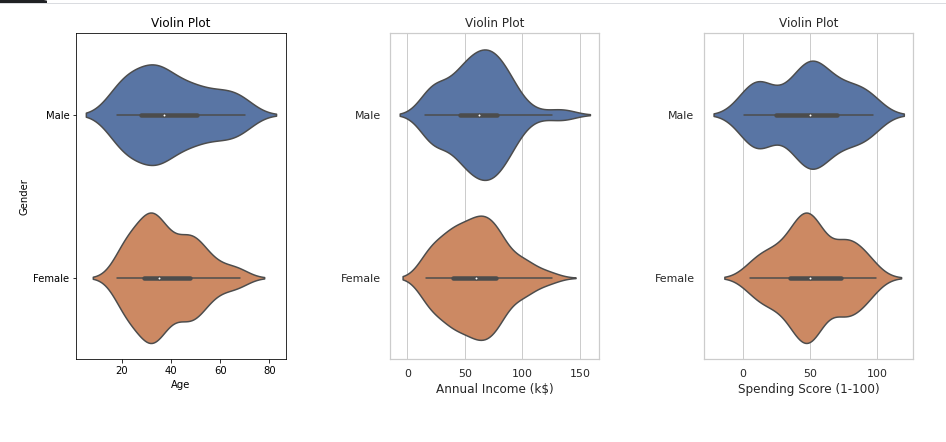 Violin Plot
Gender
Male
Female
20 40 60 80
Age
Violin Plot
Male
Female
0 50 100 150
Annual Income (k$)
Violin Plot
Male
Female
0 50 100
Spending Score (1-100)